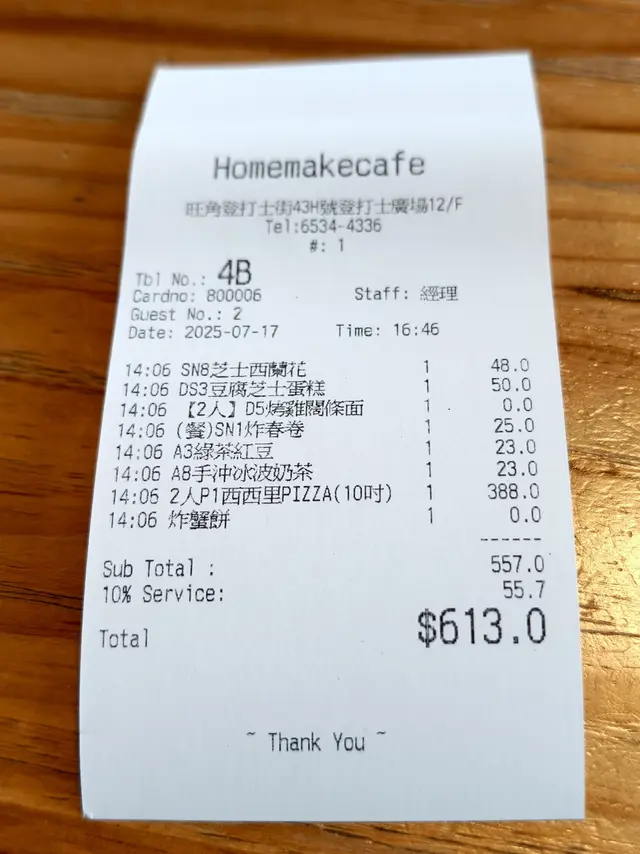 Homemakecafe
旺角登打士街43H號登打士廣場12/F
Tel:6534-4336
#: 1
Tbl No.: 4B
Cardno: 800006 Staff: 經理
Guest No.: 2
Date: 2025-07-17 Time: 16:46
14:06 SN8芝士西蘭花 1 48.0
14:06 DS3豆腐芝士蛋糕 1 50.0
14:06 【2人】D5烤雞闊條面 1 0.0
14:06 (餐)SN1炸春卷 1 25.0
14:06 A3綠茶紅豆 1 23.0
14:06 A8手沖冰波奶茶 1 23.0
14:06 2人P1西西里PIZZA(10吋) 1 388.0
14:06 炸蟹餅 1 0.0
------
Sub Total : 557.0
10% Service: 55.7
Total $613.0
~ Thank You ~